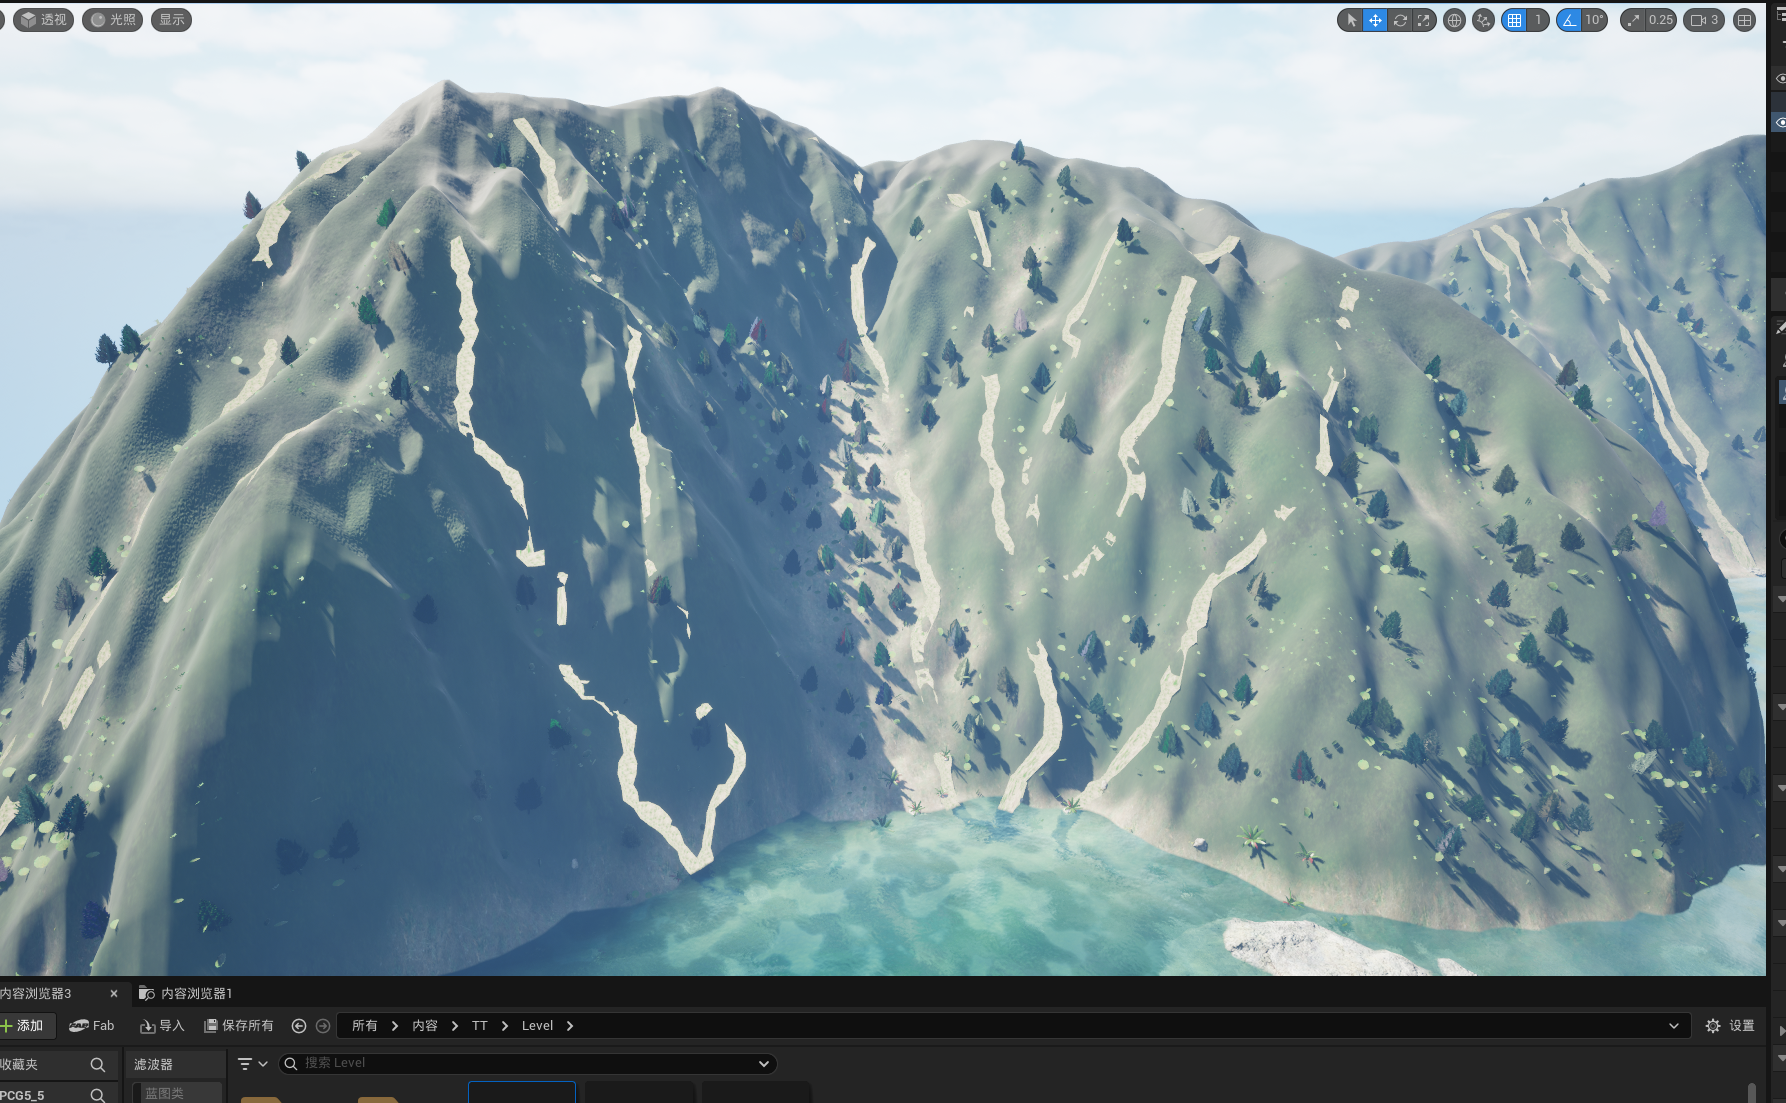 透视 光照 显示 1 10° 0.25 3
内容浏览器3 × 内容浏览器1
添加 Fab 导入 保存所有 所有 内容 TT Level 设置
收藏夹 滤波器 搜索 Level
PCG5_5 蓝图类